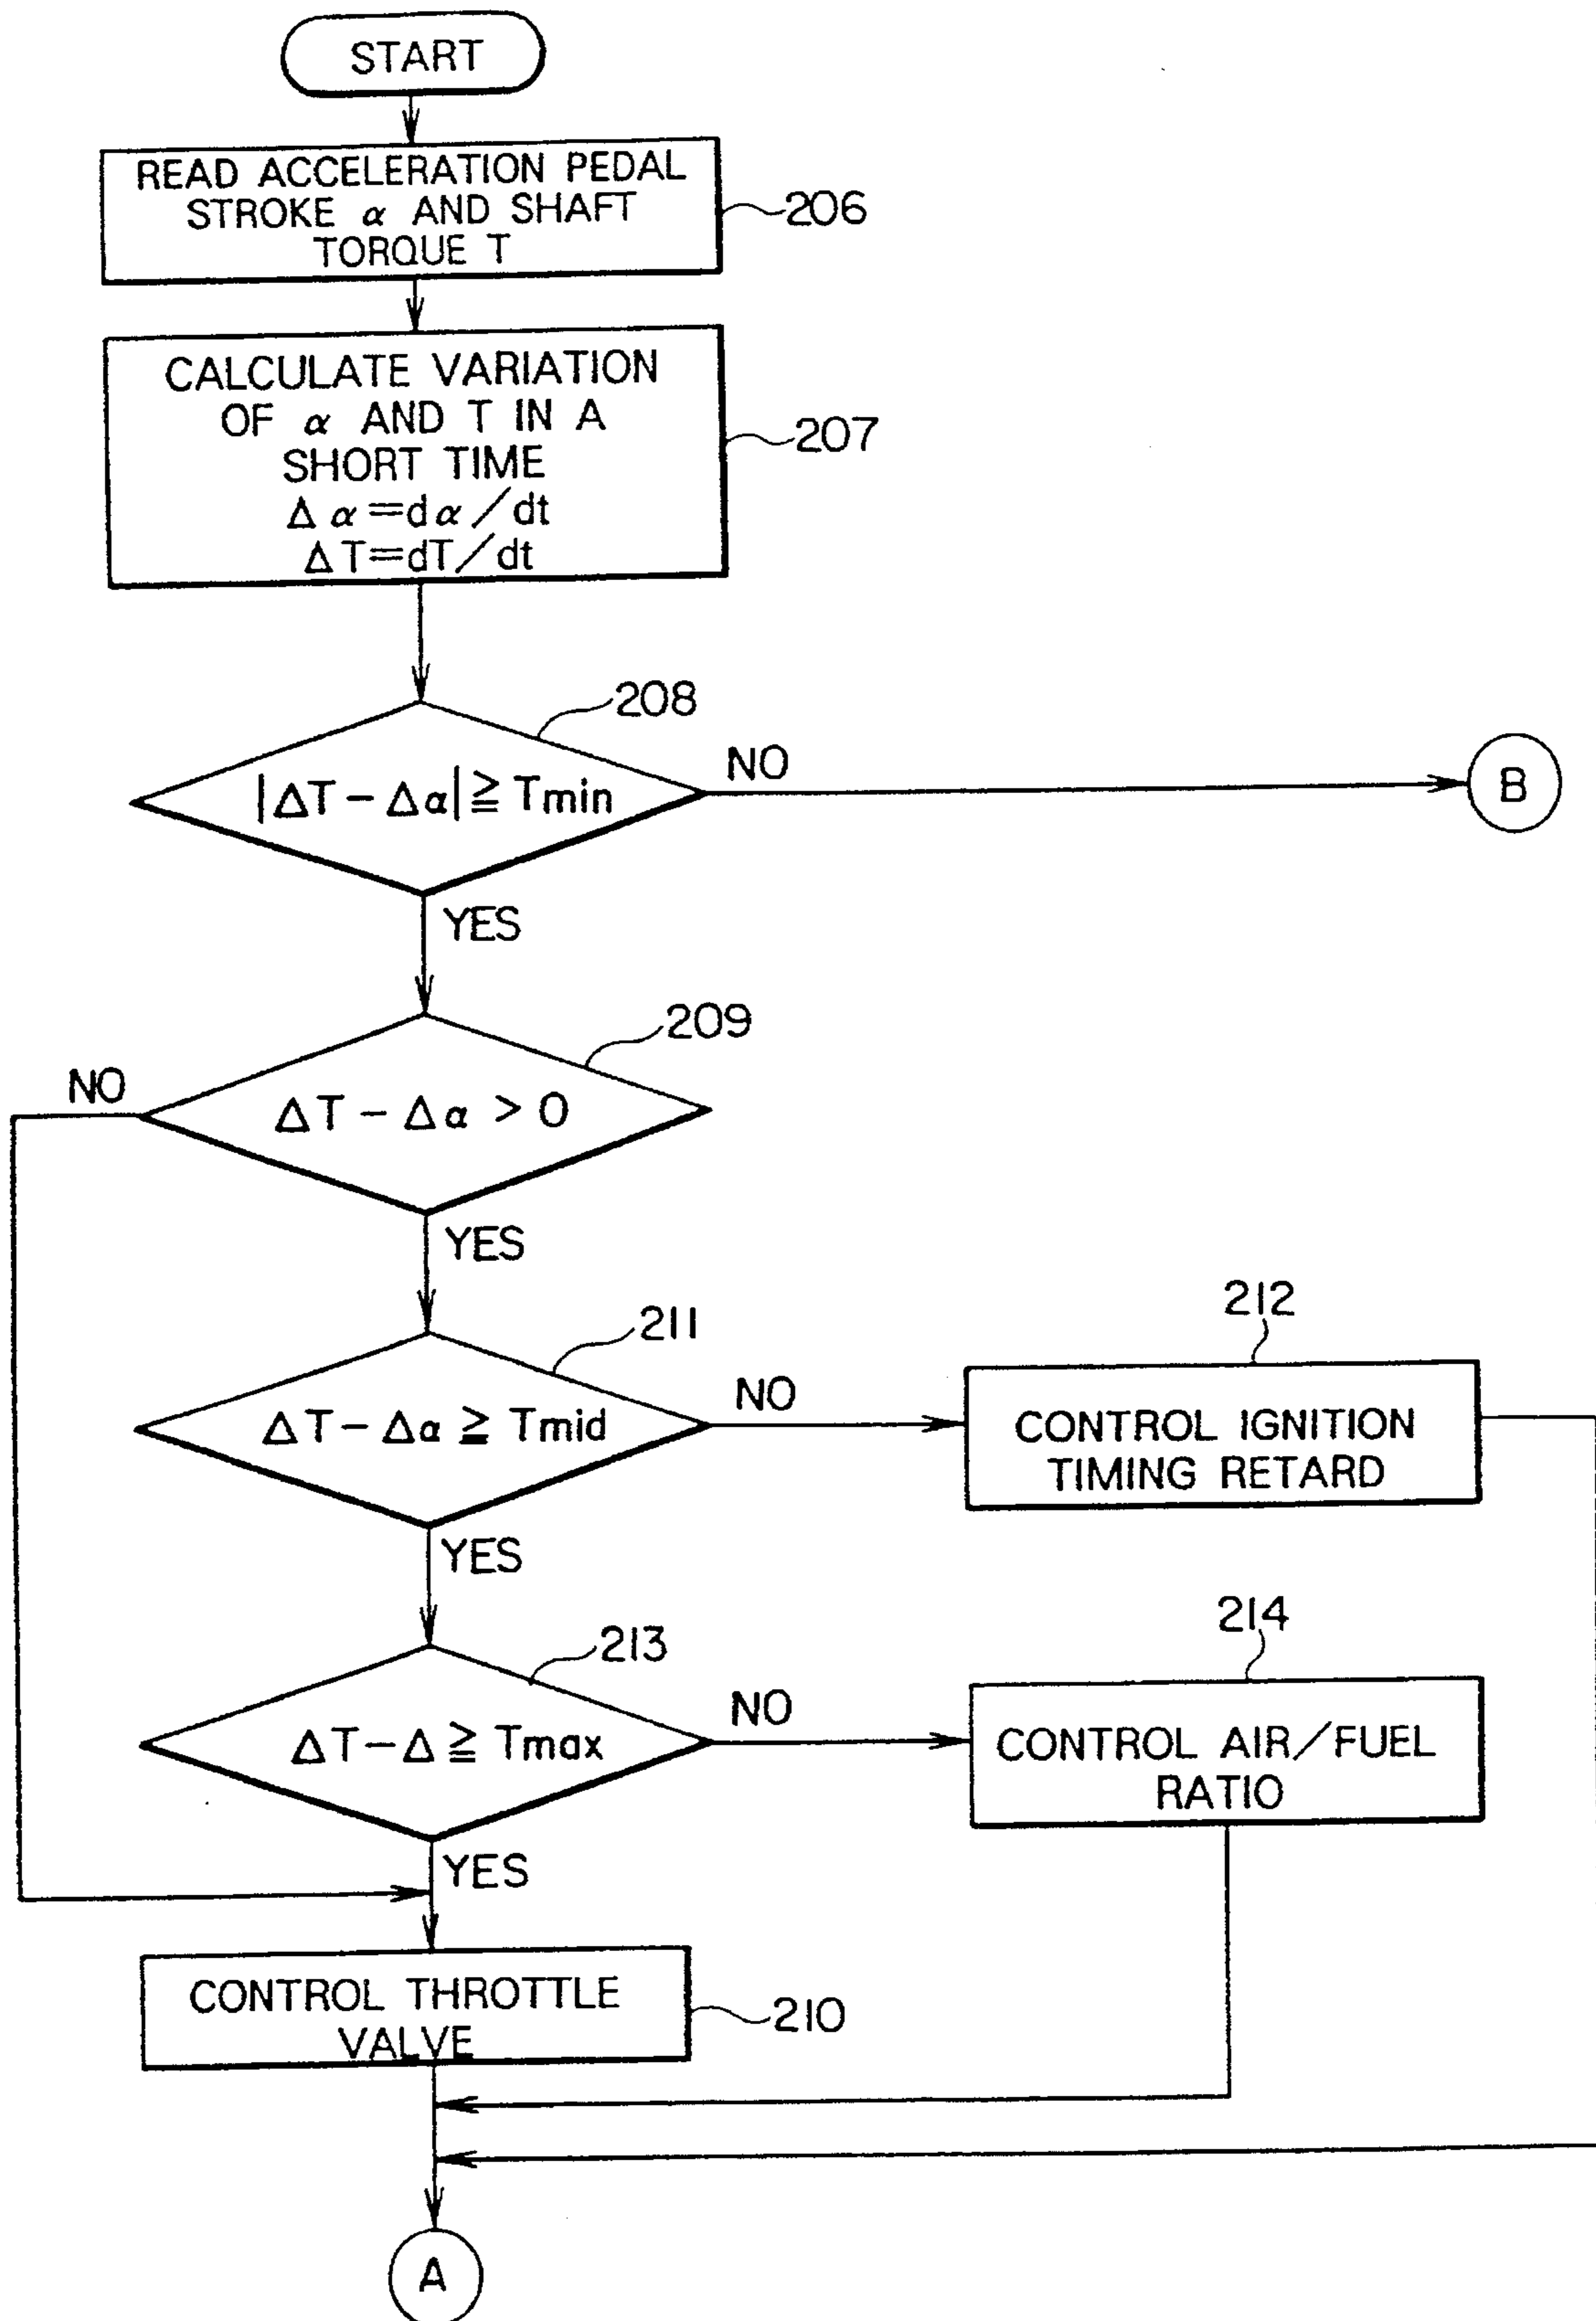 START
READ ACCELERATION PEDAL
STROKE α AND SHAFT
TORQUE T
206
CALCULATE VARIATION
OF α AND T IN A
SHORT TIME
Δα=dα/dt
ΔT=dT/dt
207
208
|ΔT-Δα|≧Tmin
NO
B
YES
209
NO
ΔT-Δα>0
YES
211
212
ΔT-Δα≧Tmid
NO
CONTROL IGNITION
TIMING RETARD
YES
213
214
ΔT-Δ≧Tmax
NO
CONTROL AIR/FUEL
RATIO
YES
CONTROL THROTTLE
VALVE
210
A